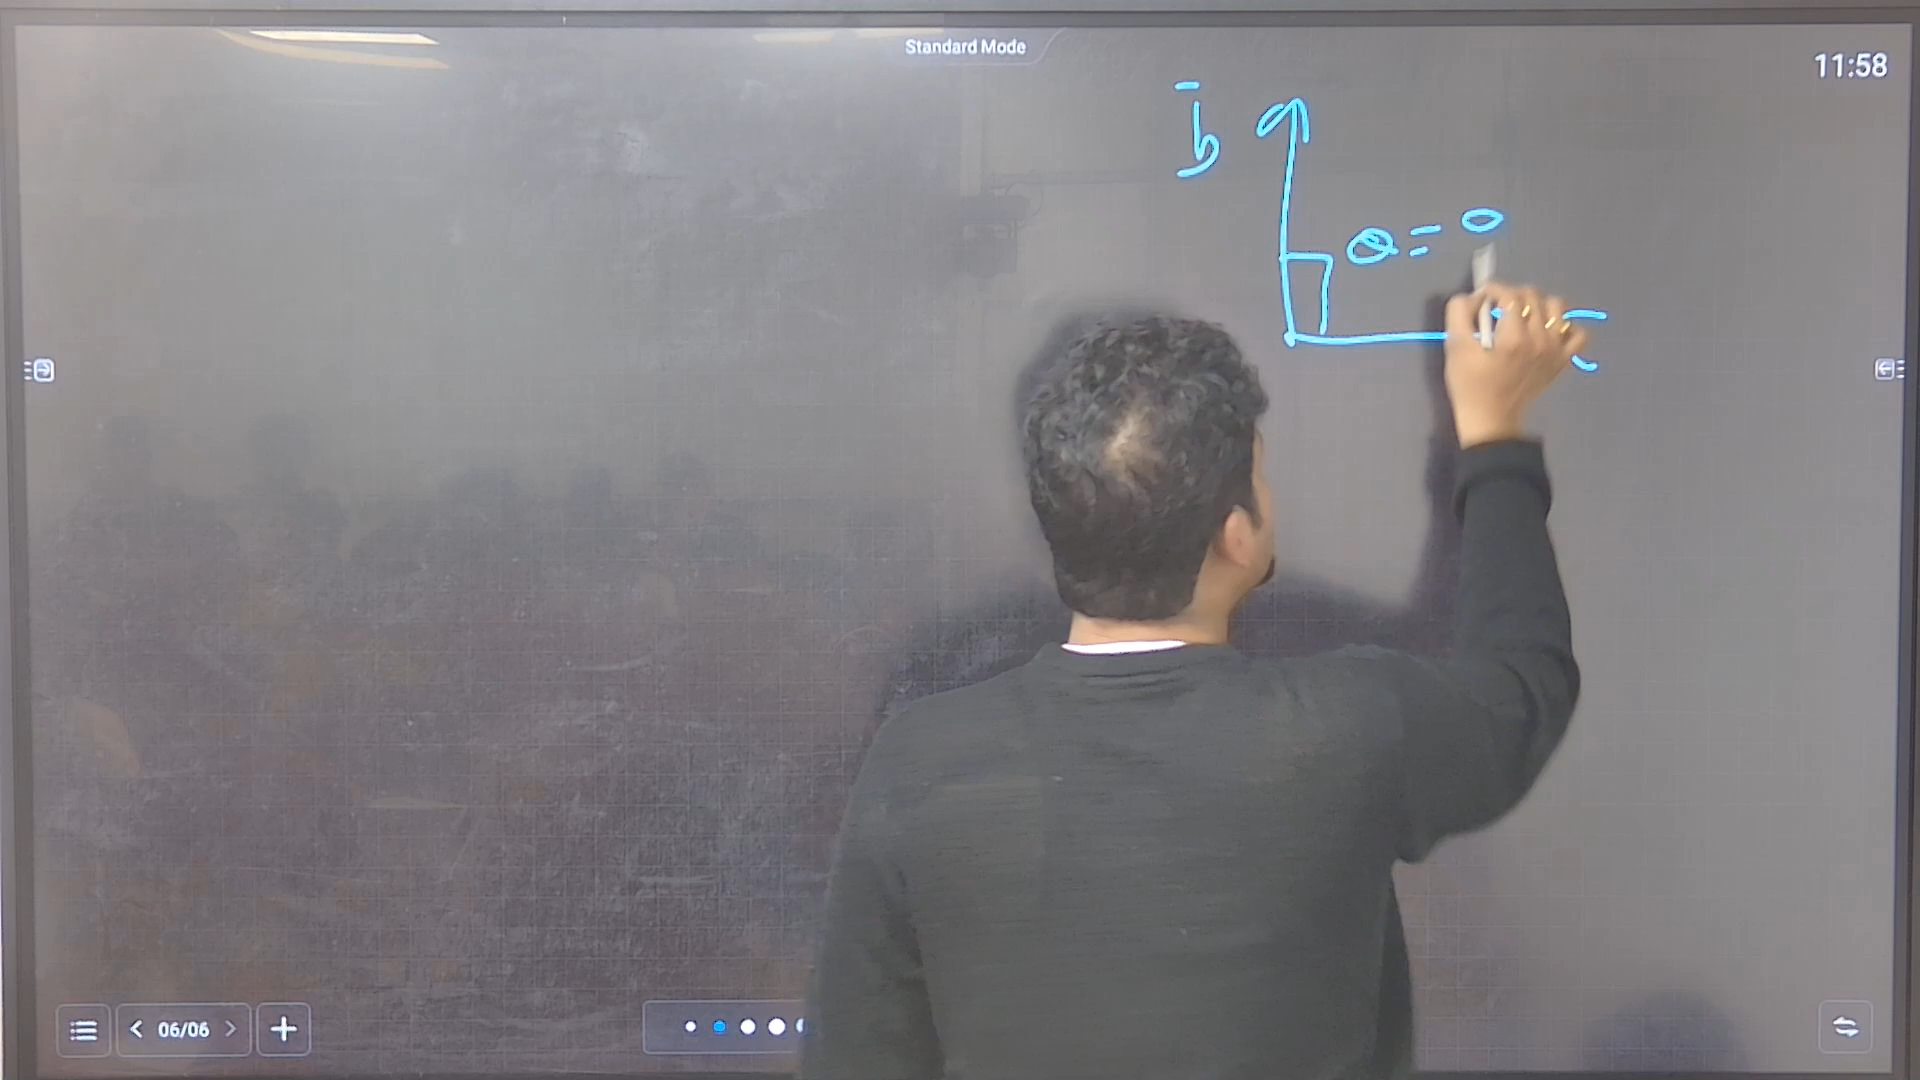 Standard Mode
11:58
b̄
θ = 0
06/06